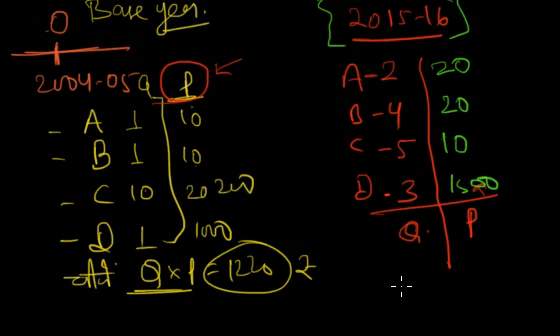 0 Base year.
2004-05 Q P
- A 1 10
- B 1 10
- C 10 20 200
- D 1 1000
Q x P = 1220 ₹
[2015-16]
A - 2 20
B - 4 20
C - 5 10
D - 3 1500
Q. P